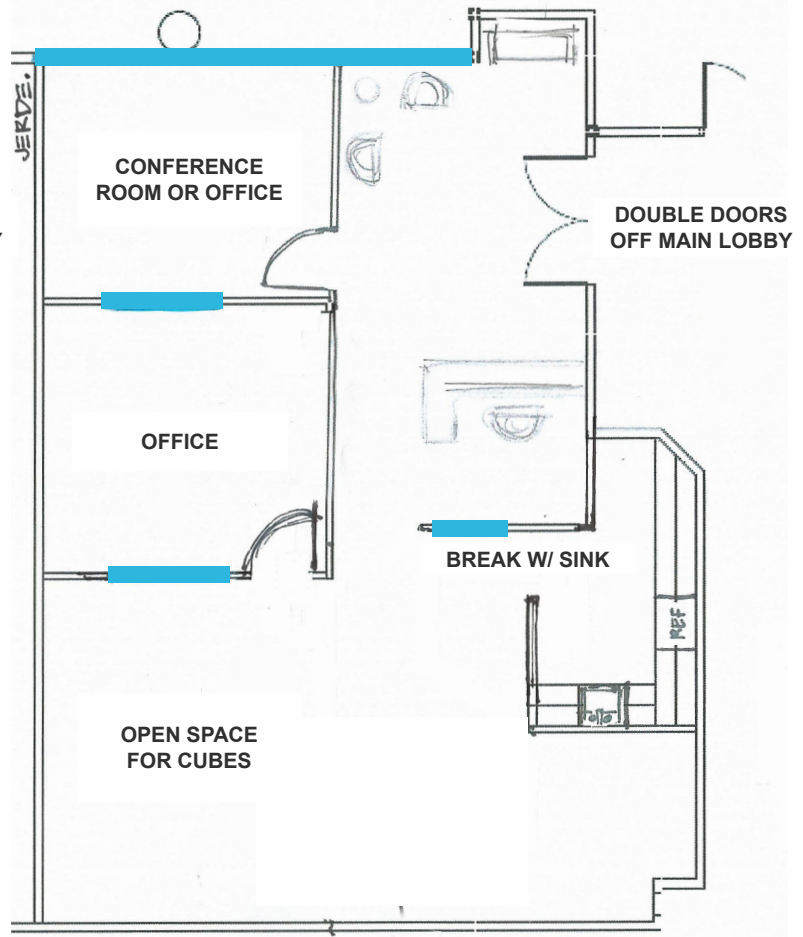 JERDE.
CONFERENCE
ROOM OR OFFICE
DOUBLE DOORS
OFF MAIN LOBBY
OFFICE
BREAK W/ SINK
REF
OPEN SPACE
FOR CUBES